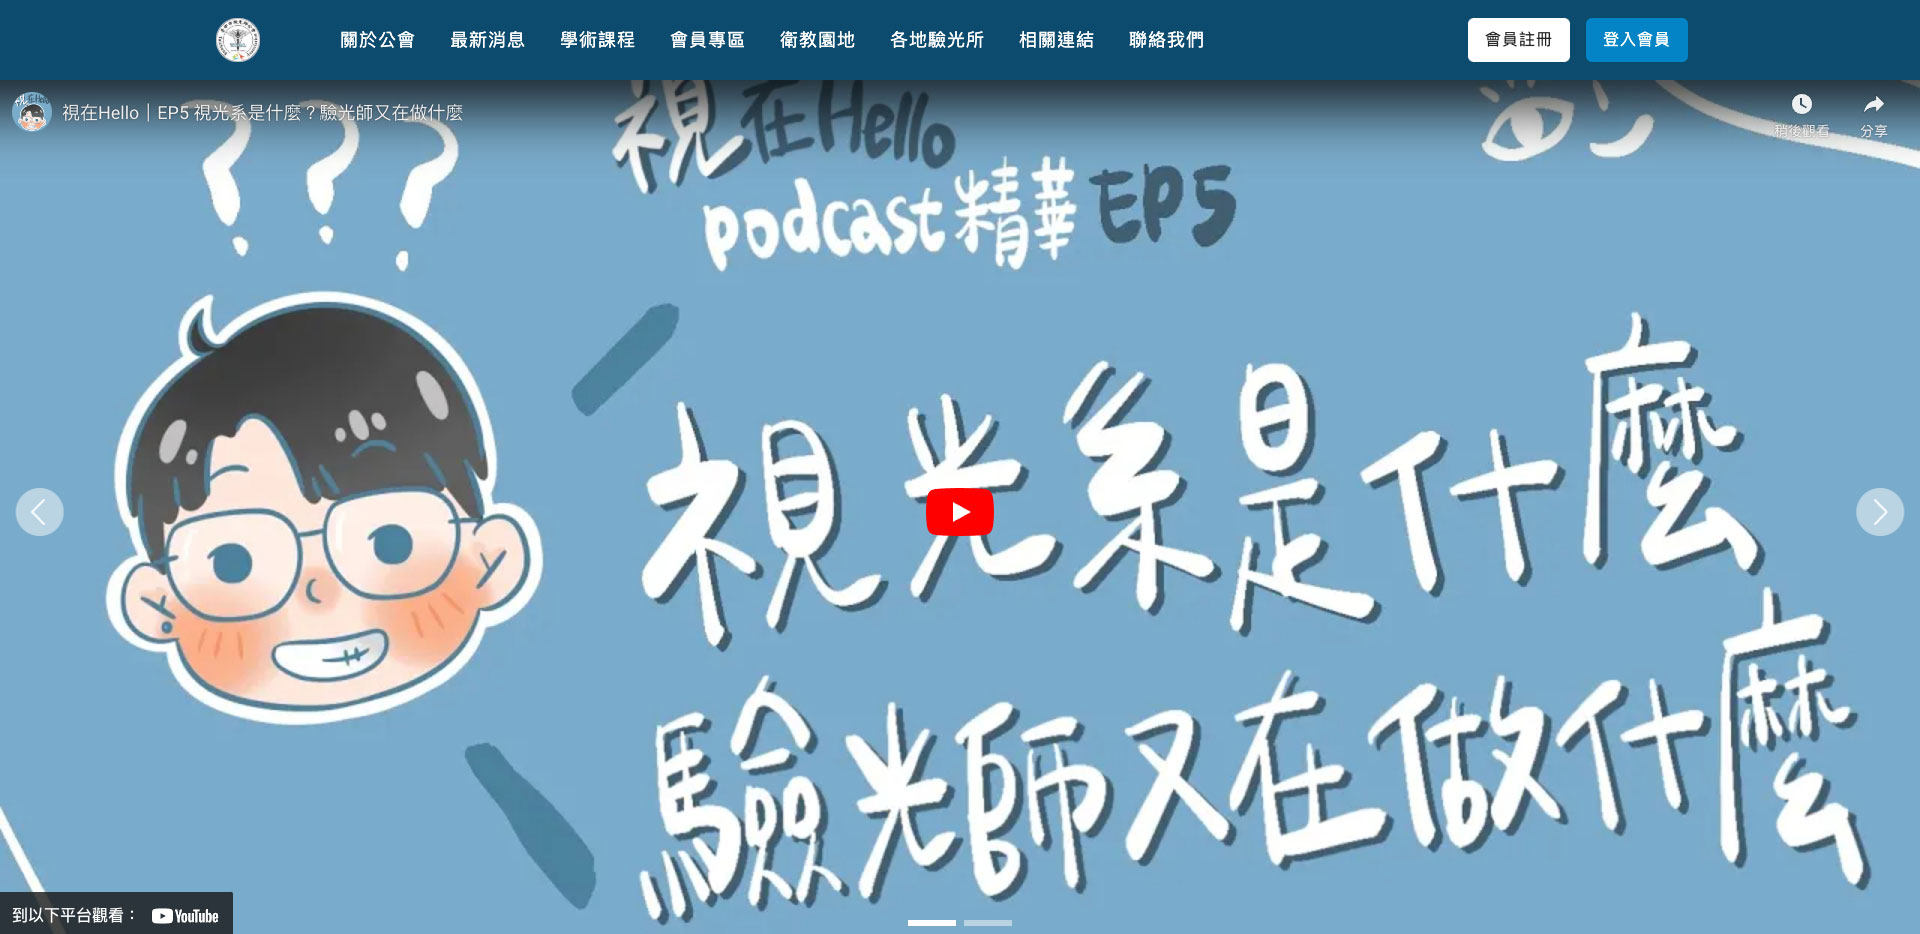 關於公會 最新消息 學術課程 會員專區 衛教園地 各地驗光所 相關連結 聯絡我們 會員註冊 登入會員
視在Hello｜EP5 視光系是什麼？驗光師又在做什麼
稍後觀看 分享
???
視在Hello
podcast精華 EP5
視光系是什麼
驗光師又在做什麼
到以下平台觀看： YouTube